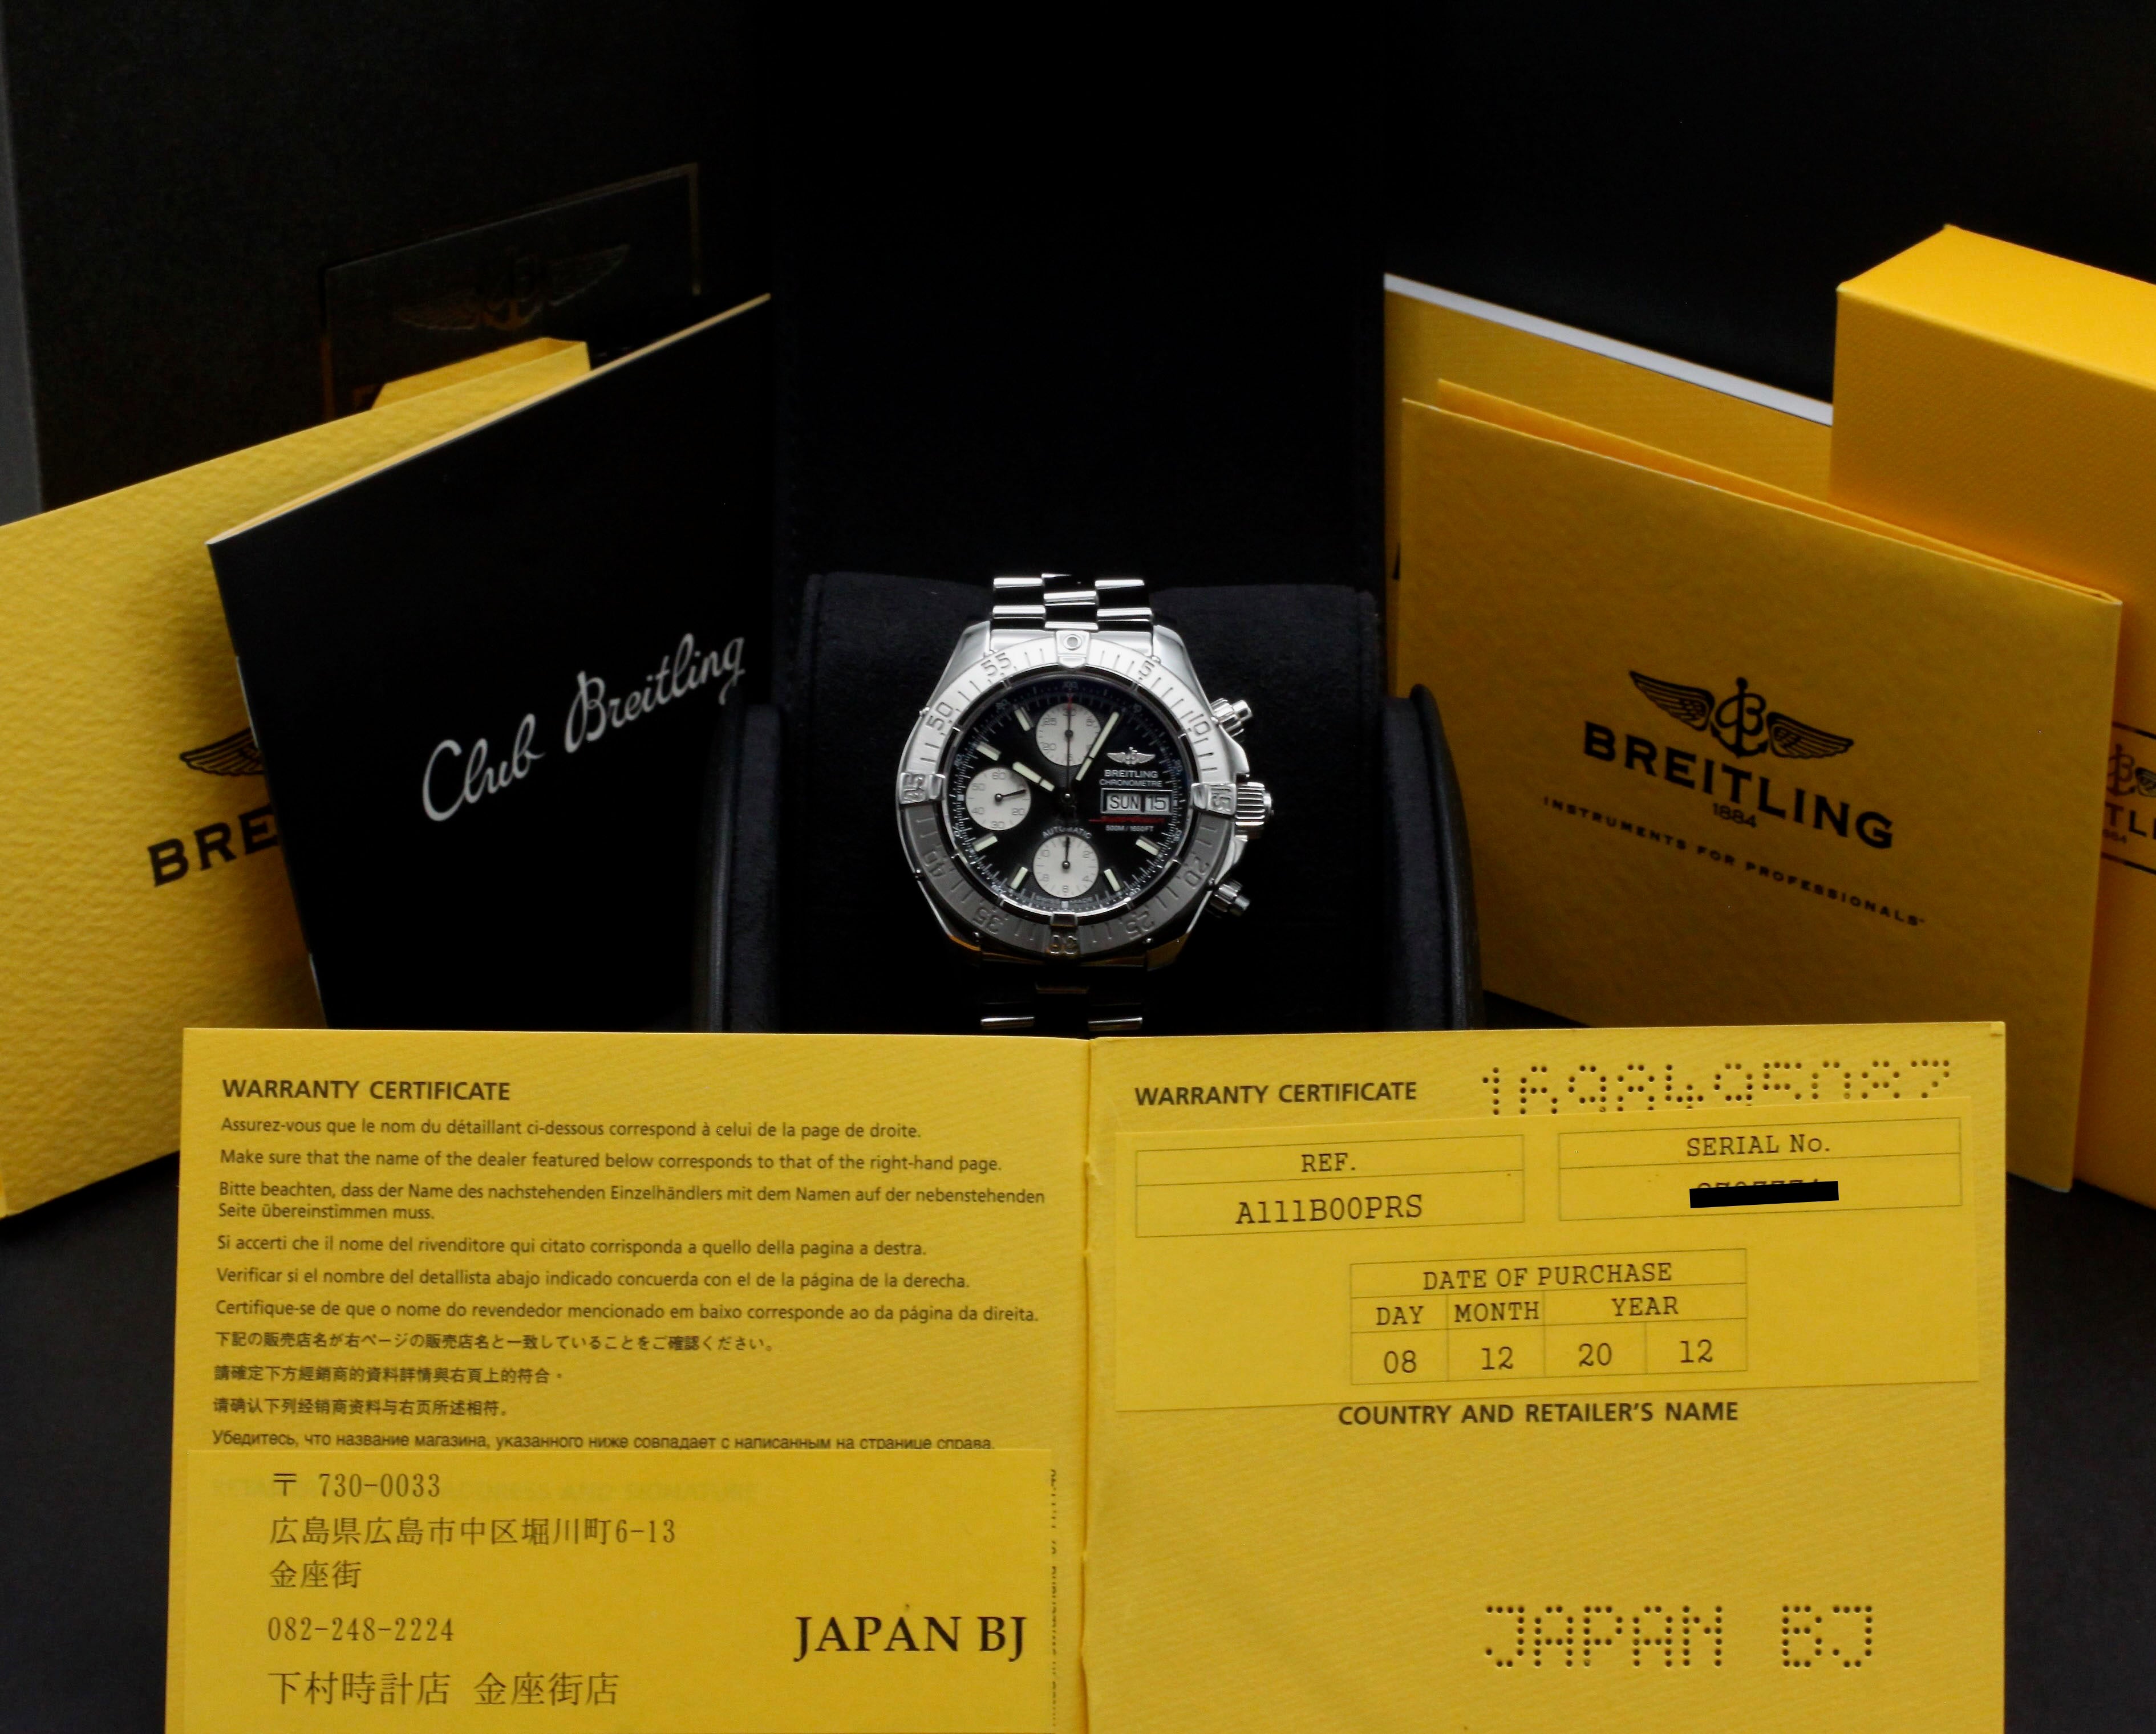 Club Breitling
BRE
BREITLING
1884
INSTRUMENTS FOR PROFESSIONALS
55
5
50
10
40
20
35
25
30
BREITLING
CHRONOMETRE
SUN 15
500M / 1650FT
AUTOMATIC
WARRANTY CERTIFICATE
Assurez-vous que le nom du détaillant ci-dessous correspond à celui de la page de droite.
Make sure that the name of the dealer featured below corresponds to that of the right-hand page.
Bitte beachten, dass der Name des nachstehenden Einzelhändlers mit dem Namen auf der nebenstehenden
Seite übereinstimmen muss.
Si accerti che il nome del rivenditore qui citato corrisponda a quello della pagina a destra.
Verificar si el nombre del detallista abajo indicado concuerda con el de la página de la derecha.
Certifique-se de que o nome do revendedor mencionado em baixo corresponde ao da página da direita.
下記の販売店名が右ページの販売店名と一致していることをご確認ください。
請確定下方經銷商的資料詳情與右頁上的符合。
请确认下列经销商资料与右页所述相符。
Убедитесь, что название магазина, указанного ниже совпадает с написанным на странице справа.
〒 730-0033
広島県広島市中区堀川町6-13
金座街
082-248-2224
下村時計店 金座街店
JAPAN BJ
WARRANTY CERTIFICATE
REF.
A111B00PRS
SERIAL No.
DATE OF PURCHASE
DAY MONTH YEAR
08 12 20 12
COUNTRY AND RETAILER'S NAME
JAPAN BJ